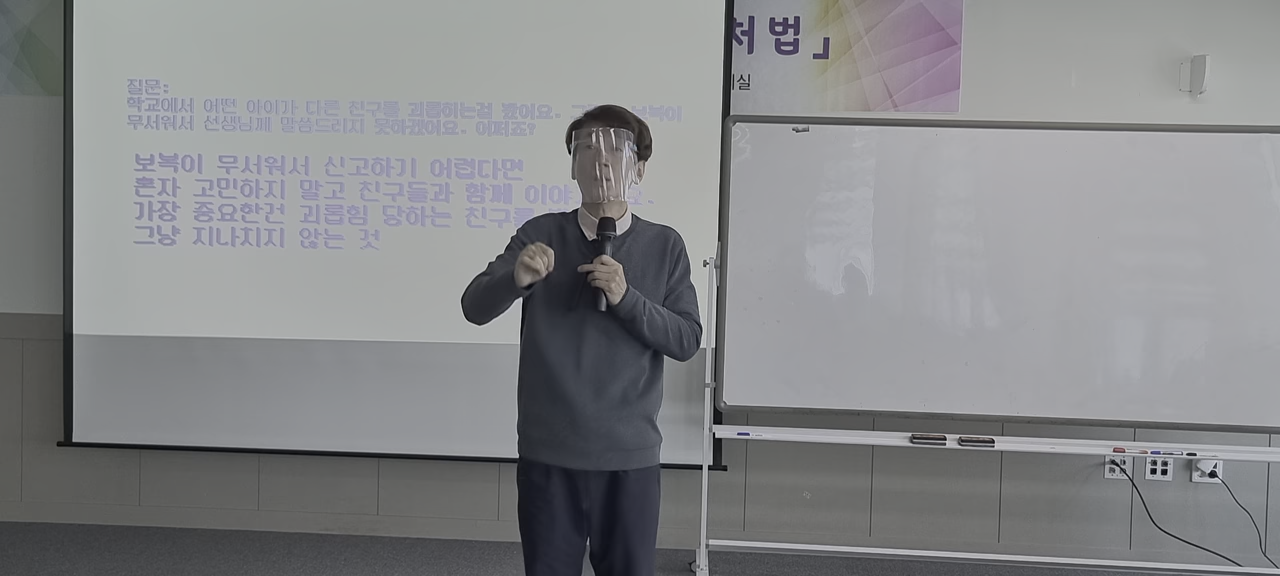 처법」
실
질문:
학교에서 어떤 아이가 다른 친구를 괴롭히는걸 봤어요. 보복이
무서워서 선생님께 말씀드리지 못하겠어요. 어쩌죠?
보복이 무서워서 신고하기 어렵다면
혼자 고민하지 말고 친구들과 함께 이야
가장 중요한건 괴롭힘 당하는 친구를
그냥 지나치지 않는 것